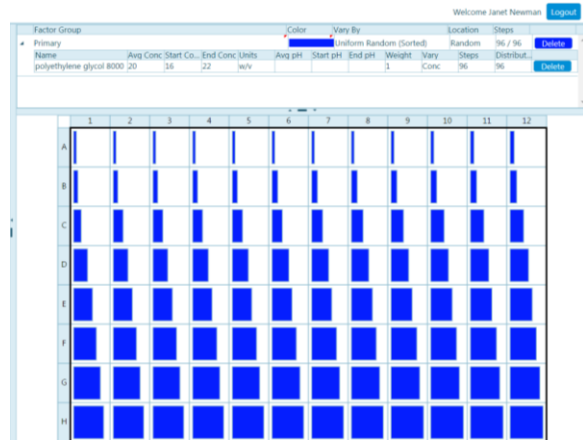 Welcome Janet Newman Logout
Factor Group Color Vary By Location Steps
Primary Uniform Random (Sorted) Random 96 / 96 Delete
Name Avg Conc Start Co... End Conc Units Avg pH Start pH End pH Weight Vary Steps Distribut...
polyethylene glycol 8000 20 16 22 w/v 1 Conc 96 96 Delete
1 2 3 4 5 6 7 8 9 10 11 12
A
B
C
D
E
F
G
H